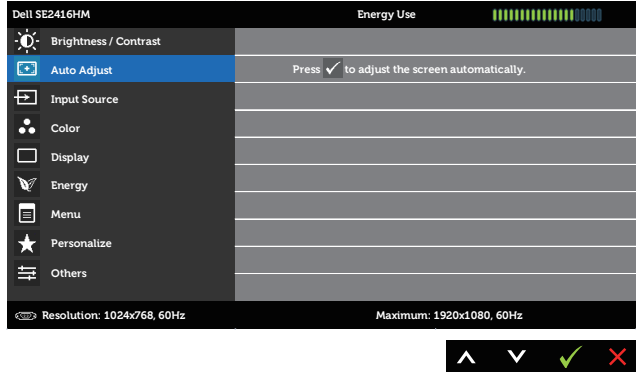 Dell SE2416HM Energy Use
Brightness / Contrast
Auto Adjust
Press to adjust the screen automatically.
Input Source
Color
Display
Energy
Menu
Personalize
Others
Resolution: 1024x768, 60Hz Maximum: 1920x1080, 60Hz